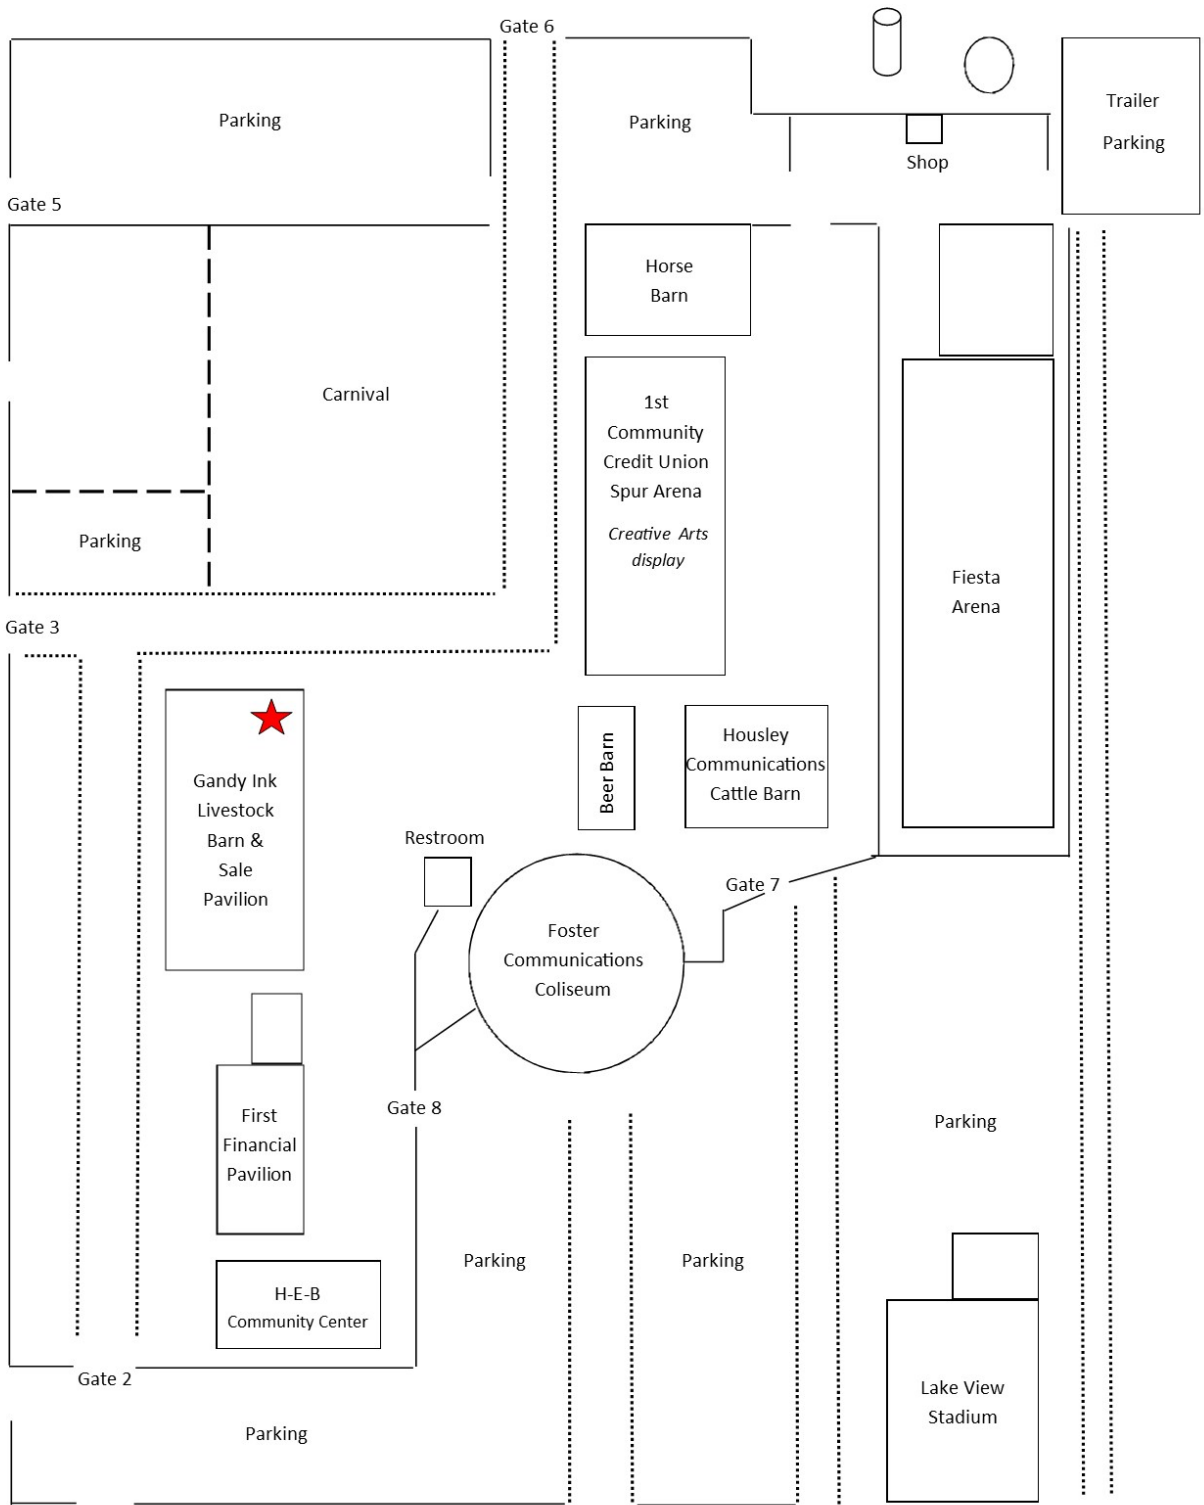 Gate 6
Parking
Parking
Trailer
Parking
Shop
Gate 5
Horse
Barn
Carnival
1st
Community
Credit Union
Spur Arena
Creative Arts
display
Parking
Fiesta
Arena
Gate 3
Gandy Ink
Livestock
Barn &
Sale
Pavilion
Beer Barn
Housley
Communications
Cattle Barn
Restroom
Gate 7
Foster
Communications
Coliseum
Gate 8
First
Financial
Pavilion
Parking
Parking
Parking
H-E-B
Community Center
Gate 2
Lake View
Stadium
Parking